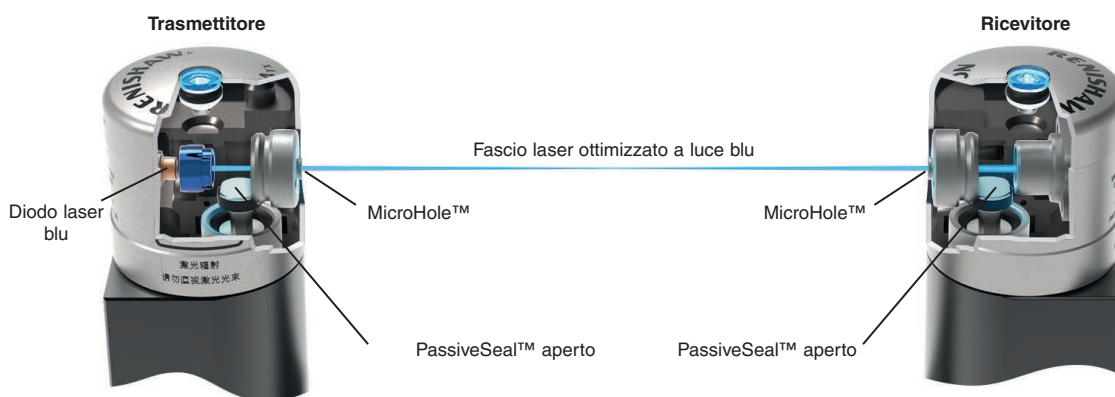 Trasmettitore
Ricevitore
RENISHAW
RENISHAW
Fascio laser ottimizzato a luce blu
Diodo laser
blu
MicroHole™
MicroHole™
激光辐射
请勿直视激光光束
PassiveSeal™ aperto
PassiveSeal™ aperto